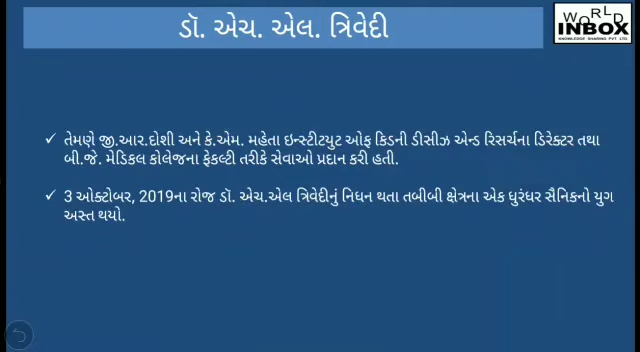 ડૉ. એચ. એલ. ત્રિવેદી
WORLD
INBOX
KNOWLEDGE SHARING PVT. LTD.
✓ તેમણે જી.આર.દોશી અને કે.એમ. મહેતા ઇન્સ્ટીટયુટ ઓફ કિડની ડીસીઝ એન્ડ રિસર્ચના ડિરેક્ટર તથા
બી.જે. મેડિકલ કોલેજના ફેકલ્ટી તરીકે સેવાઓ પ્રદાન કરી હતી.
✓ 3 ઓક્ટોબર, 2019ના રોજ ડૉ. એચ.એલ ત્રિવેદીનું નિધન થતા તબીબી ક્ષેત્રના એક ધુરંધર સૈનિકનો યુગ
અસ્ત થયો.